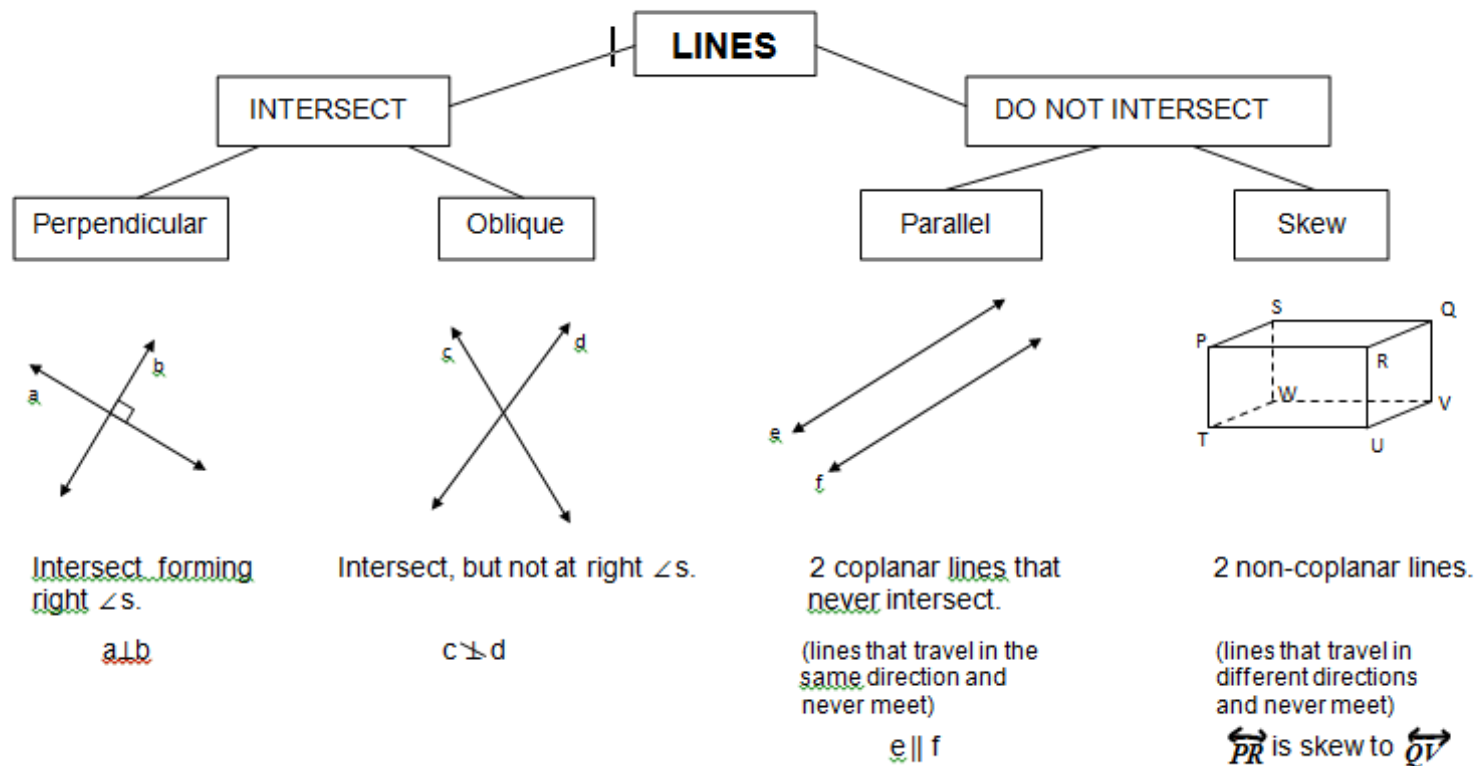 LINES
INTERSECT
DO NOT INTERSECT
Perpendicular
Oblique
Parallel
Skew
a
b
c
d
e
f
S
Q
P
R
W
V
T
U
Intersect forming
right ∠s.
a⊥b
Intersect, but not at right ∠s.
c⊥̸d
2 coplanar lines that
never intersect.
(lines that travel in the
same direction and
never meet)
e || f
2 non-coplanar lines.
(lines that travel in
different directions
and never meet)
PR is skew to QV